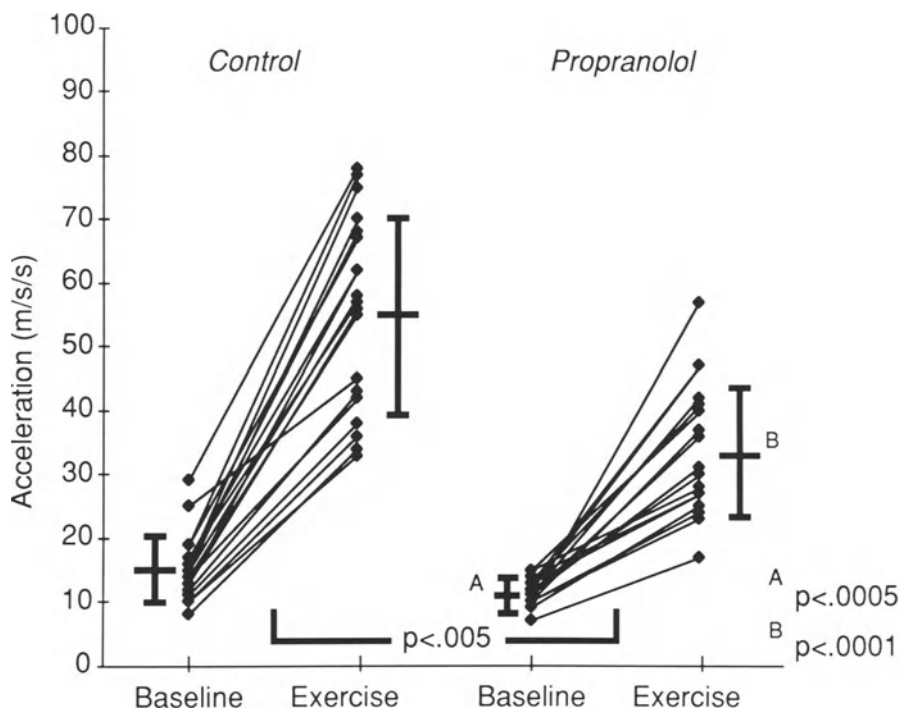 100
90
80
70
60
50
40
30
20
10
0
Acceleration (m/s/s)
Control
Propranolol
A
B
p<.005
A
p<.0005
B
p<.0001
Baseline
Exercise
Baseline
Exercise